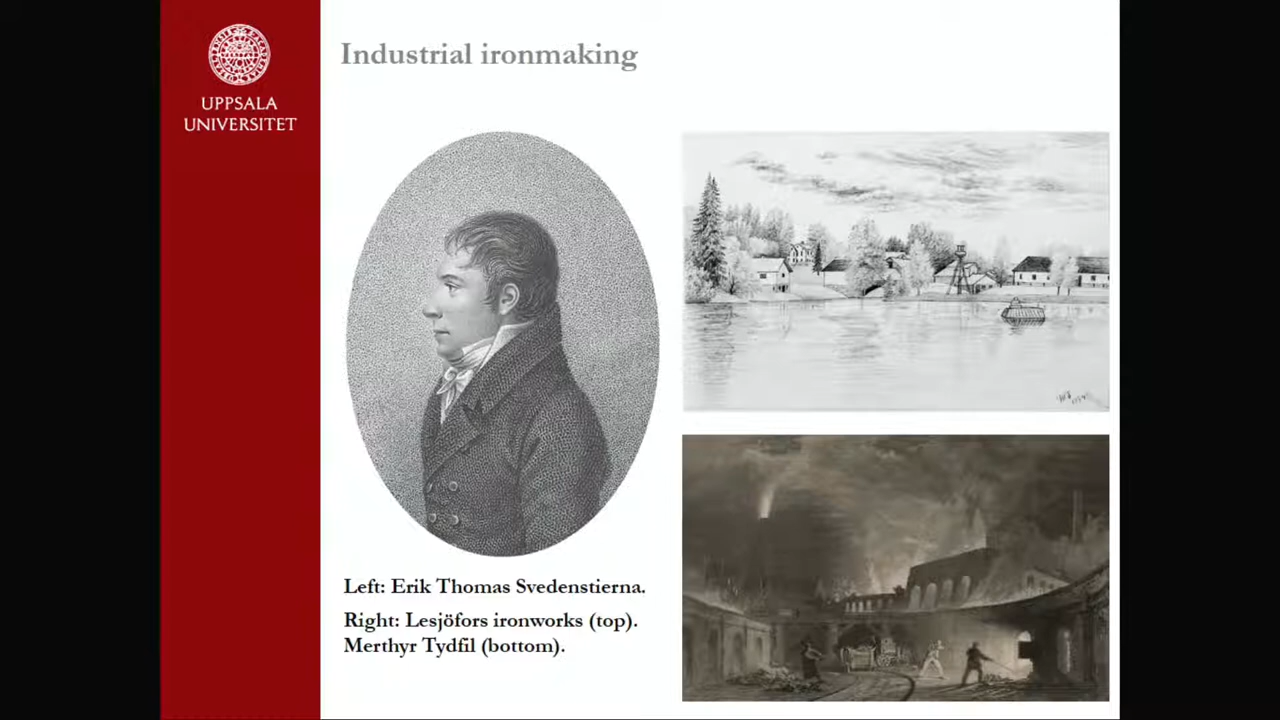 UPPSALA
UNIVERSITET
Industrial ironmaking
Left: Erik Thomas Svedenstierna.
Right: Lesjöfors ironworks (top).
Merthyr Tydfil (bottom).